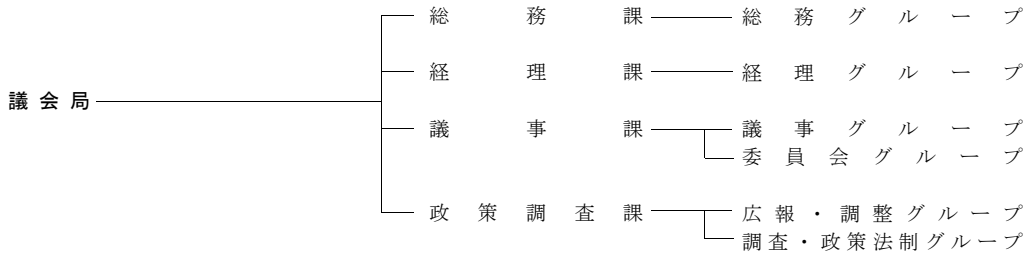 総務課 総務グループ
経理課 経理グループ
議会局
議事課 議事グループ
委員会グループ
政策調査課 広報・調整グループ
調査・政策法制グループ